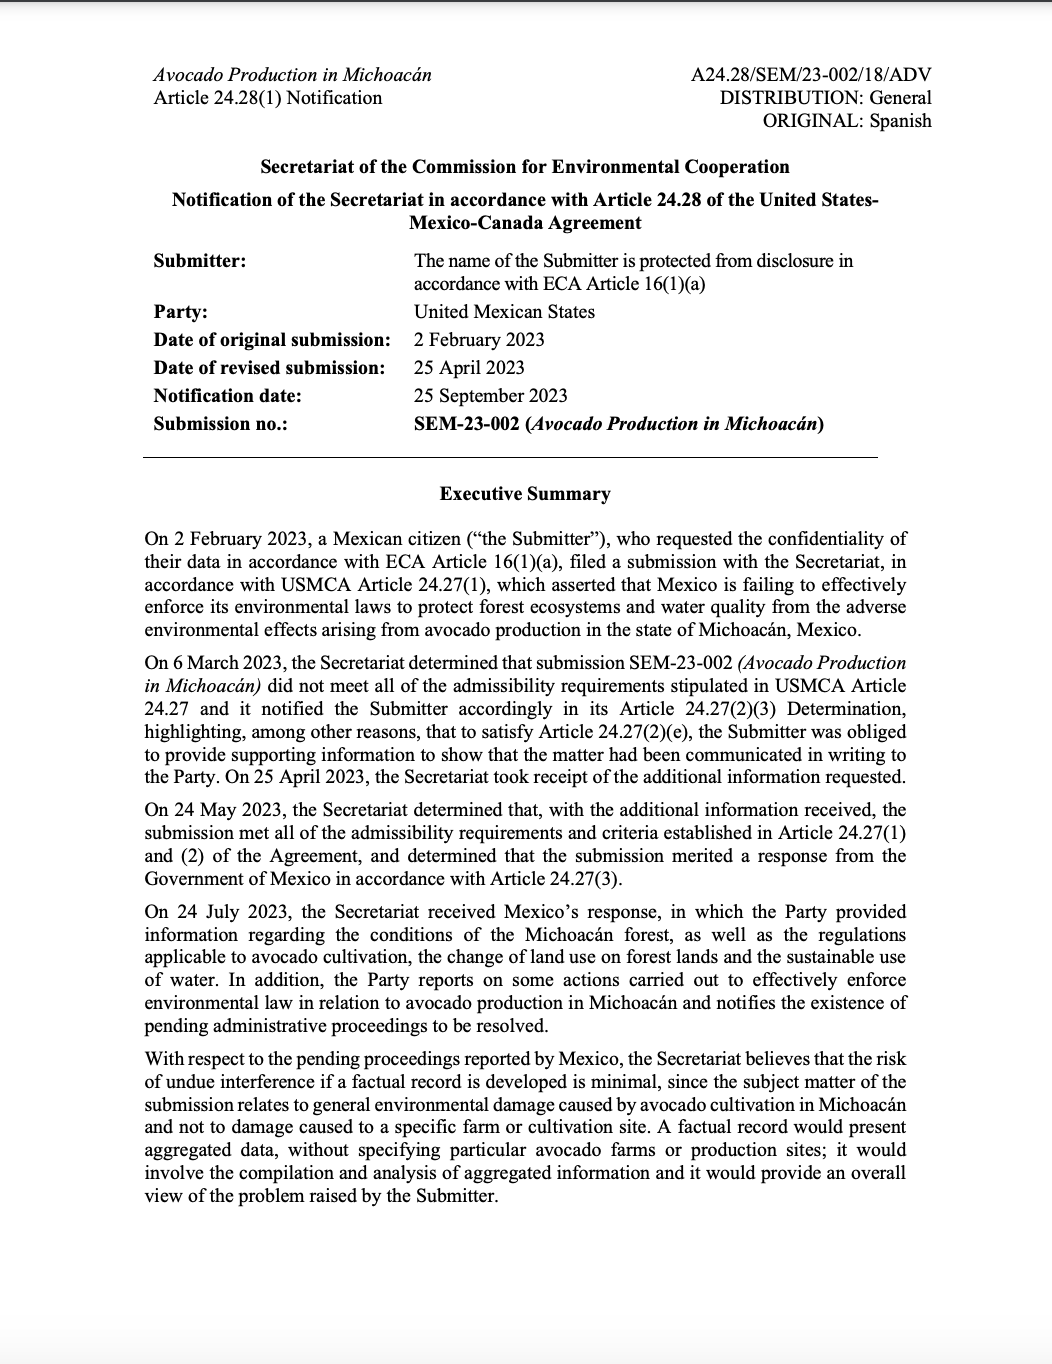 Avocado Production in Michoacán
Article 24.28(1) Notification
A24.28/SEM/23-002/18/ADV
DISTRIBUTION: General
ORIGINAL: Spanish
Secretariat of the Commission for Environmental Cooperation
Notification of the Secretariat in accordance with Article 24.28 of the United States-
Mexico-Canada Agreement
Submitter: The name of the Submitter is protected from disclosure in
accordance with ECA Article 16(1)(a)
Party: United Mexican States
Date of original submission: 2 February 2023
Date of revised submission: 25 April 2023
Notification date: 25 September 2023
Submission no.: SEM-23-002 (Avocado Production in Michoacán)
Executive Summary
On 2 February 2023, a Mexican citizen (“the Submitter”), who requested the confidentiality of
their data in accordance with ECA Article 16(1)(a), filed a submission with the Secretariat, in
accordance with USMCA Article 24.27(1), which asserted that Mexico is failing to effectively
enforce its environmental laws to protect forest ecosystems and water quality from the adverse
environmental effects arising from avocado production in the state of Michoacán, Mexico.
On 6 March 2023, the Secretariat determined that submission SEM-23-002 (Avocado Production
in Michoacán) did not meet all of the admissibility requirements stipulated in USMCA Article
24.27 and it notified the Submitter accordingly in its Article 24.27(2)(3) Determination,
highlighting, among other reasons, that to satisfy Article 24.27(2)(e), the Submitter was obliged
to provide supporting information to show that the matter had been communicated in writing to
the Party. On 25 April 2023, the Secretariat took receipt of the additional information requested.
On 24 May 2023, the Secretariat determined that, with the additional information received, the
submission met all of the admissibility requirements and criteria established in Article 24.27(1)
and (2) of the Agreement, and determined that the submission merited a response from the
Government of Mexico in accordance with Article 24.27(3).
On 24 July 2023, the Secretariat received Mexico’s response, in which the Party provided
information regarding the conditions of the Michoacán forest, as well as the regulations
applicable to avocado cultivation, the change of land use on forest lands and the sustainable use
of water. In addition, the Party reports on some actions carried out to effectively enforce
environmental law in relation to avocado production in Michoacán and notifies the existence of
pending administrative proceedings to be resolved.
With respect to the pending proceedings reported by Mexico, the Secretariat believes that the risk
of undue interference if a factual record is developed is minimal, since the subject matter of the
submission relates to general environmental damage caused by avocado cultivation in Michoacán
and not to damage caused to a specific farm or cultivation site. A factual record would present
aggregated data, without specifying particular avocado farms or production sites; it would
involve the compilation and analysis of aggregated information and it would provide an overall
view of the problem raised by the Submitter.